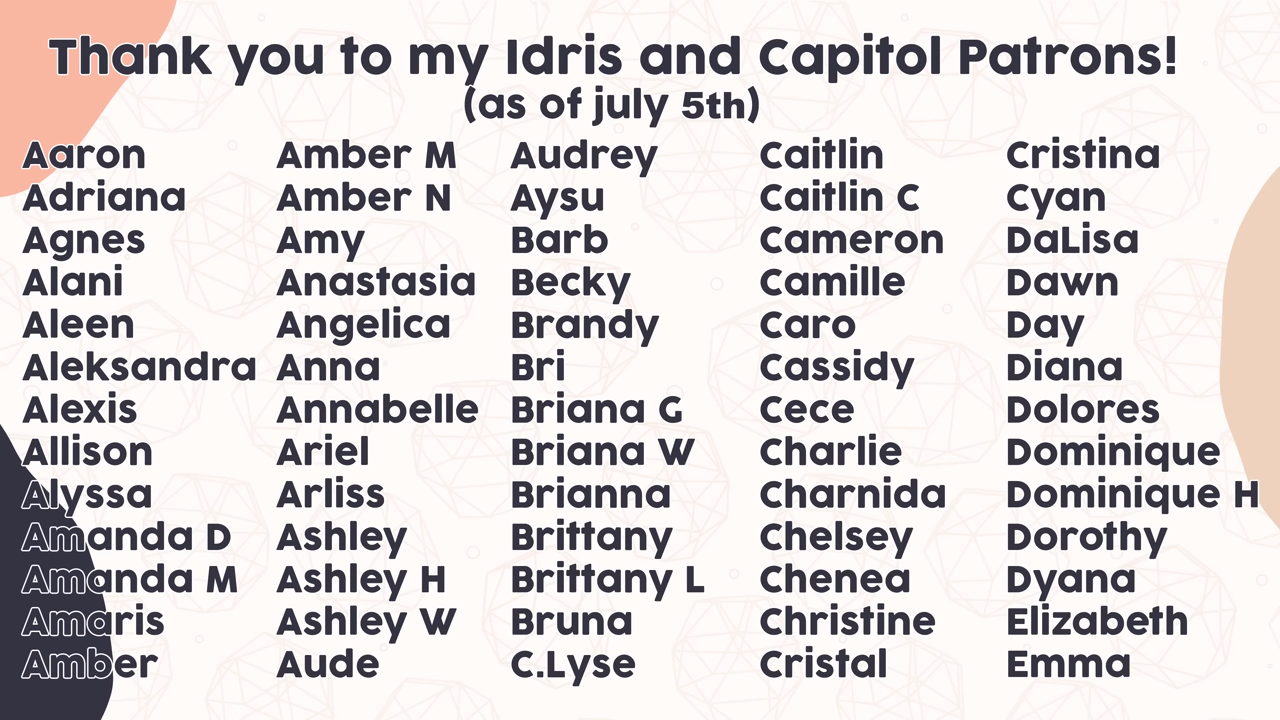 Thank you to my Idris and Capitol Patrons!
(as of july 5th)
Aaron
Adriana
Agnes
Alani
Aleen
Aleksandra
Alexis
Allison
Alyssa
Amanda D
Amanda M
Amaris
Amber
Amber M
Amber N
Amy
Anastasia
Angelica
Anna
Annabelle
Ariel
Arliss
Ashley
Ashley H
Ashley W
Aude
Audrey
Aysu
Barb
Becky
Brandy
Bri
Briana G
Briana W
Brianna
Brittany
Brittany L
Bruna
C.Lyse
Caitlin
Caitlin C
Cameron
Camille
Caro
Cassidy
Cece
Charlie
Charnida
Chelsey
Chenea
Christine
Cristal
Cristina
Cyan
DaLisa
Dawn
Day
Diana
Dolores
Dominique
Dominique H
Dorothy
Dyana
Elizabeth
Emma